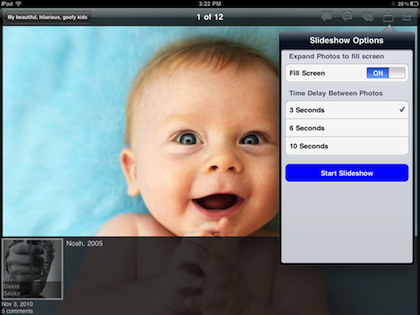 iPad
3:22 PM
26%
My beautiful, hilarious, goofy kids
1 of 12
Slideshow Options
Expand Photos to fill screen
Fill Screen
ON
Time Delay Between Photos
3 Seconds
6 Seconds
10 Seconds
Start Slideshow
Noah, 2005
David
Sacks
Nov 3, 2010
5 comments